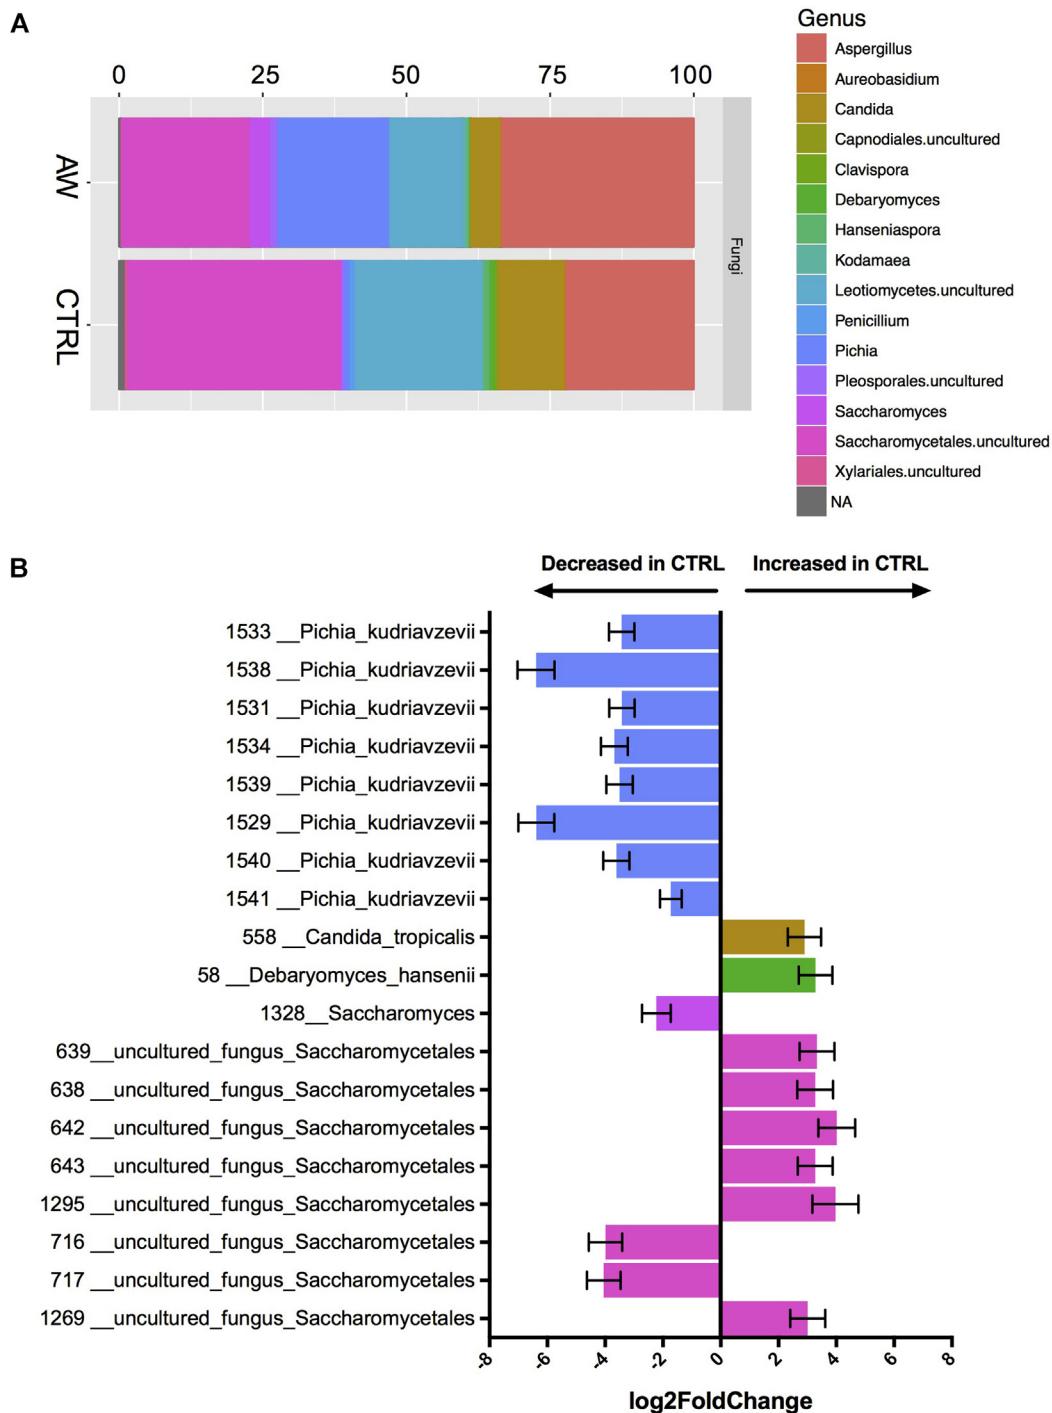 A
Genus
0 25 50 75 100
AW
CTRL
Fungi
Aspergillus
Aureobasidium
Candida
Capnodiales.uncultured
Clavispora
Debaryomyces
Hanseniaspora
Kodamaea
Leotiomycetes.uncultured
Penicillium
Pichia
Pleosporales.uncultured
Saccharomyces
Saccharomycetales.uncultured
Xylariales.uncultured
NA
B
Decreased in CTRL
Increased in CTRL
1533 __Pichia_kudriavzevii
1538 __Pichia_kudriavzevii
1531 __Pichia_kudriavzevii
1534 __Pichia_kudriavzevii
1539 __Pichia_kudriavzevii
1529 __Pichia_kudriavzevii
1540 __Pichia_kudriavzevii
1541 __Pichia_kudriavzevii
558 __Candida_tropicalis
58 __Debaryomyces_hansenii
1328__Saccharomyces
639__uncultured_fungus_Saccharomycetales
638 __uncultured_fungus_Saccharomycetales
642 __uncultured_fungus_Saccharomycetales
643 __uncultured_fungus_Saccharomycetales
1295 __uncultured_fungus_Saccharomycetales
716 __uncultured_fungus_Saccharomycetales
717 __uncultured_fungus_Saccharomycetales
1269 __uncultured_fungus_Saccharomycetales
-8 -6 -4 -2 0 2 4 6 8
log2FoldChange